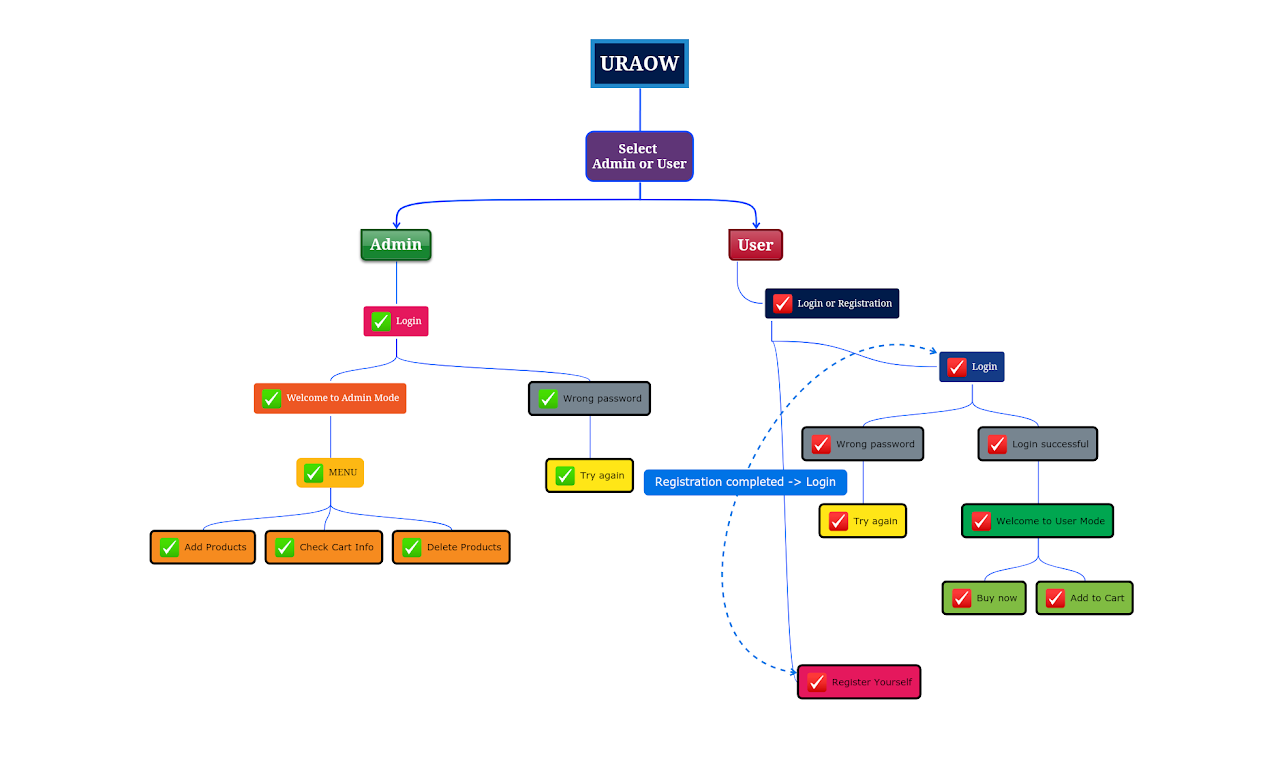 URAOW
Select
Admin or User
Admin
User
Login or Registration
Login
Login
Welcome to Admin Mode
Wrong password
Wrong password
Login successful
MENU
Try again
Registration completed -> Login
Try again
Welcome to User Mode
Add Products
Check Cart Info
Delete Products
Buy now
Add to Cart
Register Yourself